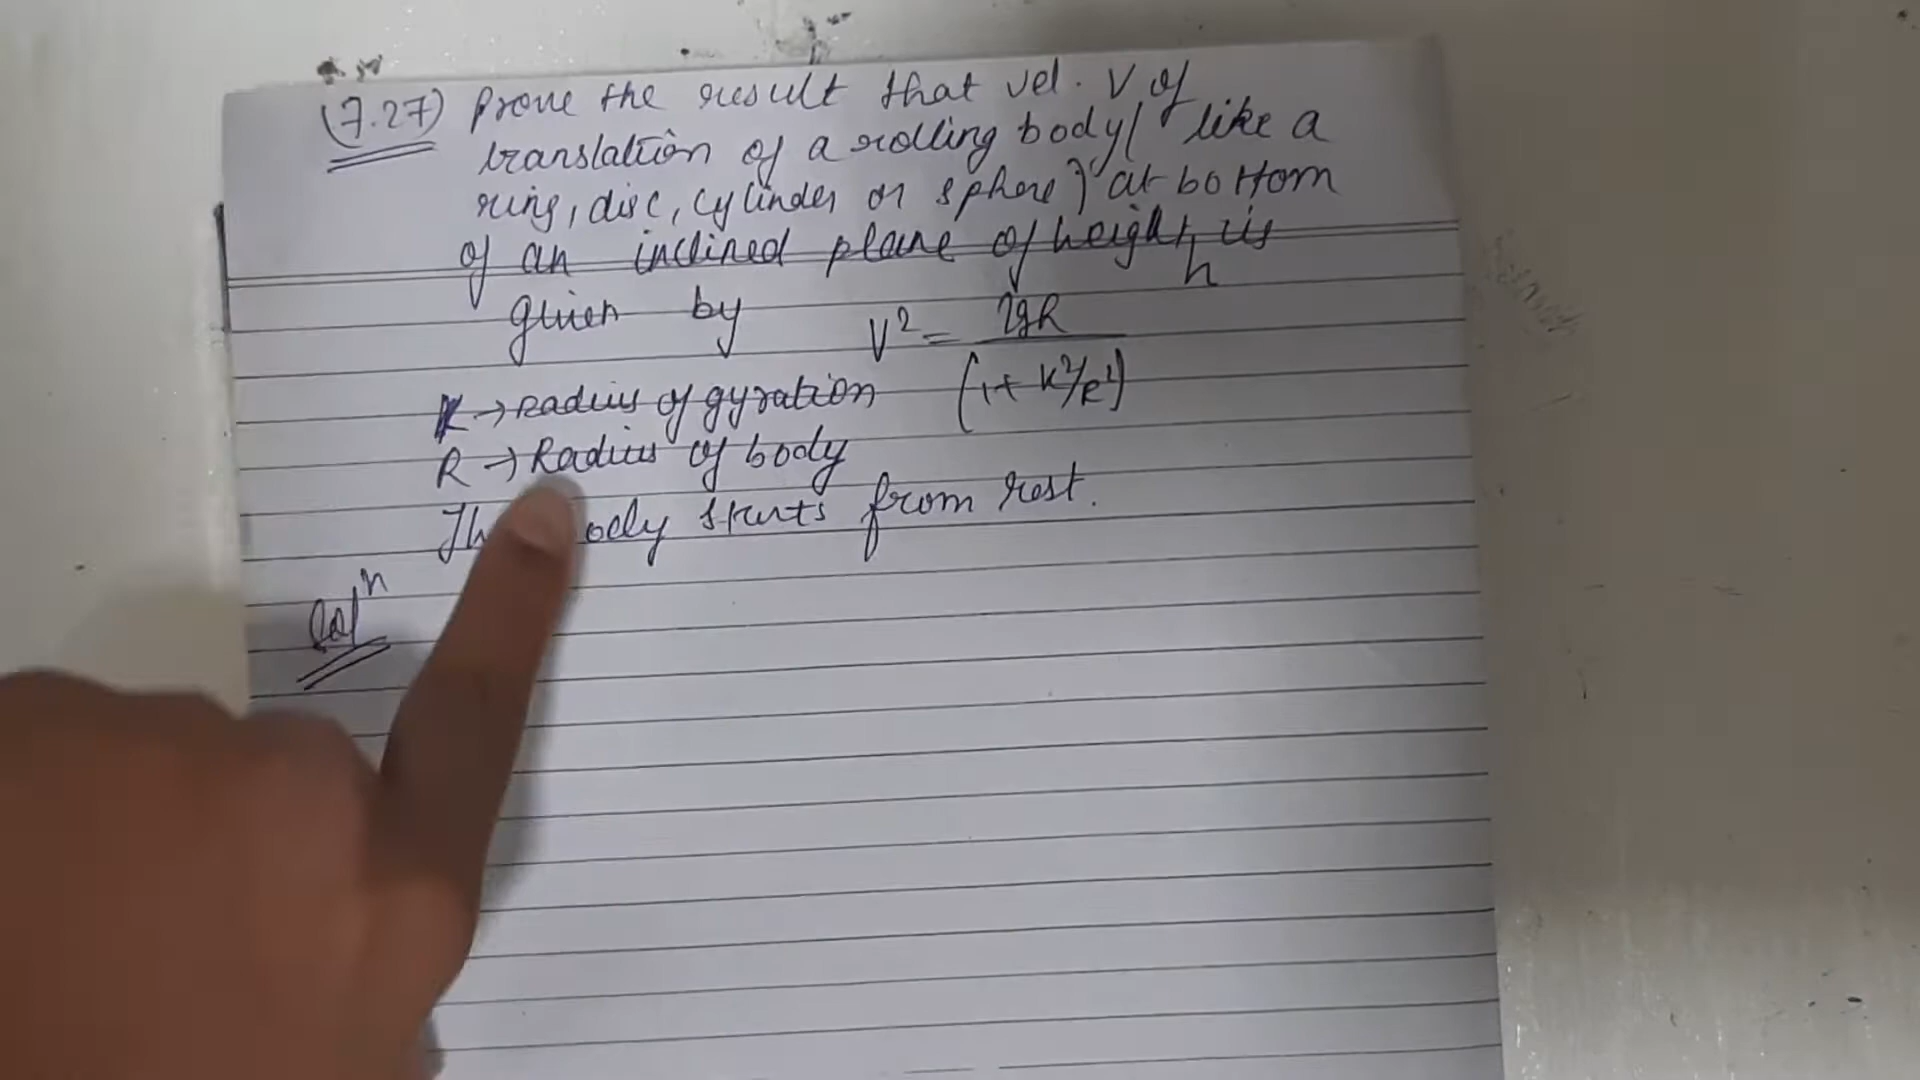 (7.27) Prove the result that vel. V of
translation of a rolling body( like a
ring, disc, cylinder or sphere) at bottom
of an inclined plane of height h is
given by V² = 2gh
(1+ K²/R²)
K → radius of gyration
R → Radius of body
Th ody starts from rest.
Solⁿ